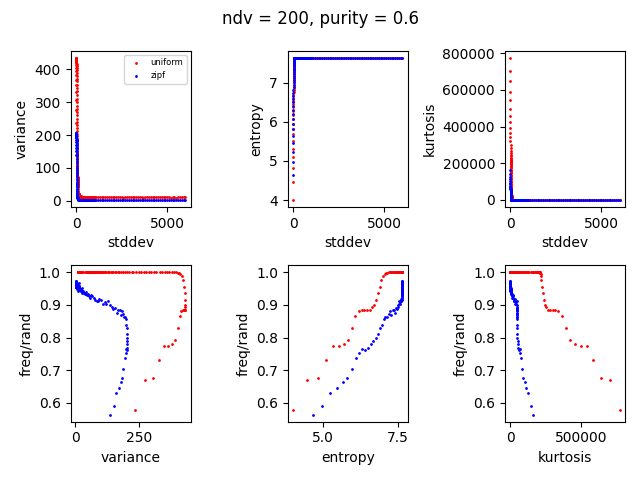 ndv = 200, purity = 0.6
variance
400
300
200
100
0
uniform
zipf
0
5000
stddev
entropy
7
6
5
4
0
5000
stddev
kurtosis
800000
600000
400000
200000
0
0
5000
stddev
freq/rand
1.0
0.9
0.8
0.7
0.6
0
250
variance
freq/rand
1.0
0.9
0.8
0.7
0.6
5.0
7.5
entropy
freq/rand
1.0
0.9
0.8
0.7
0.6
0
500000
kurtosis